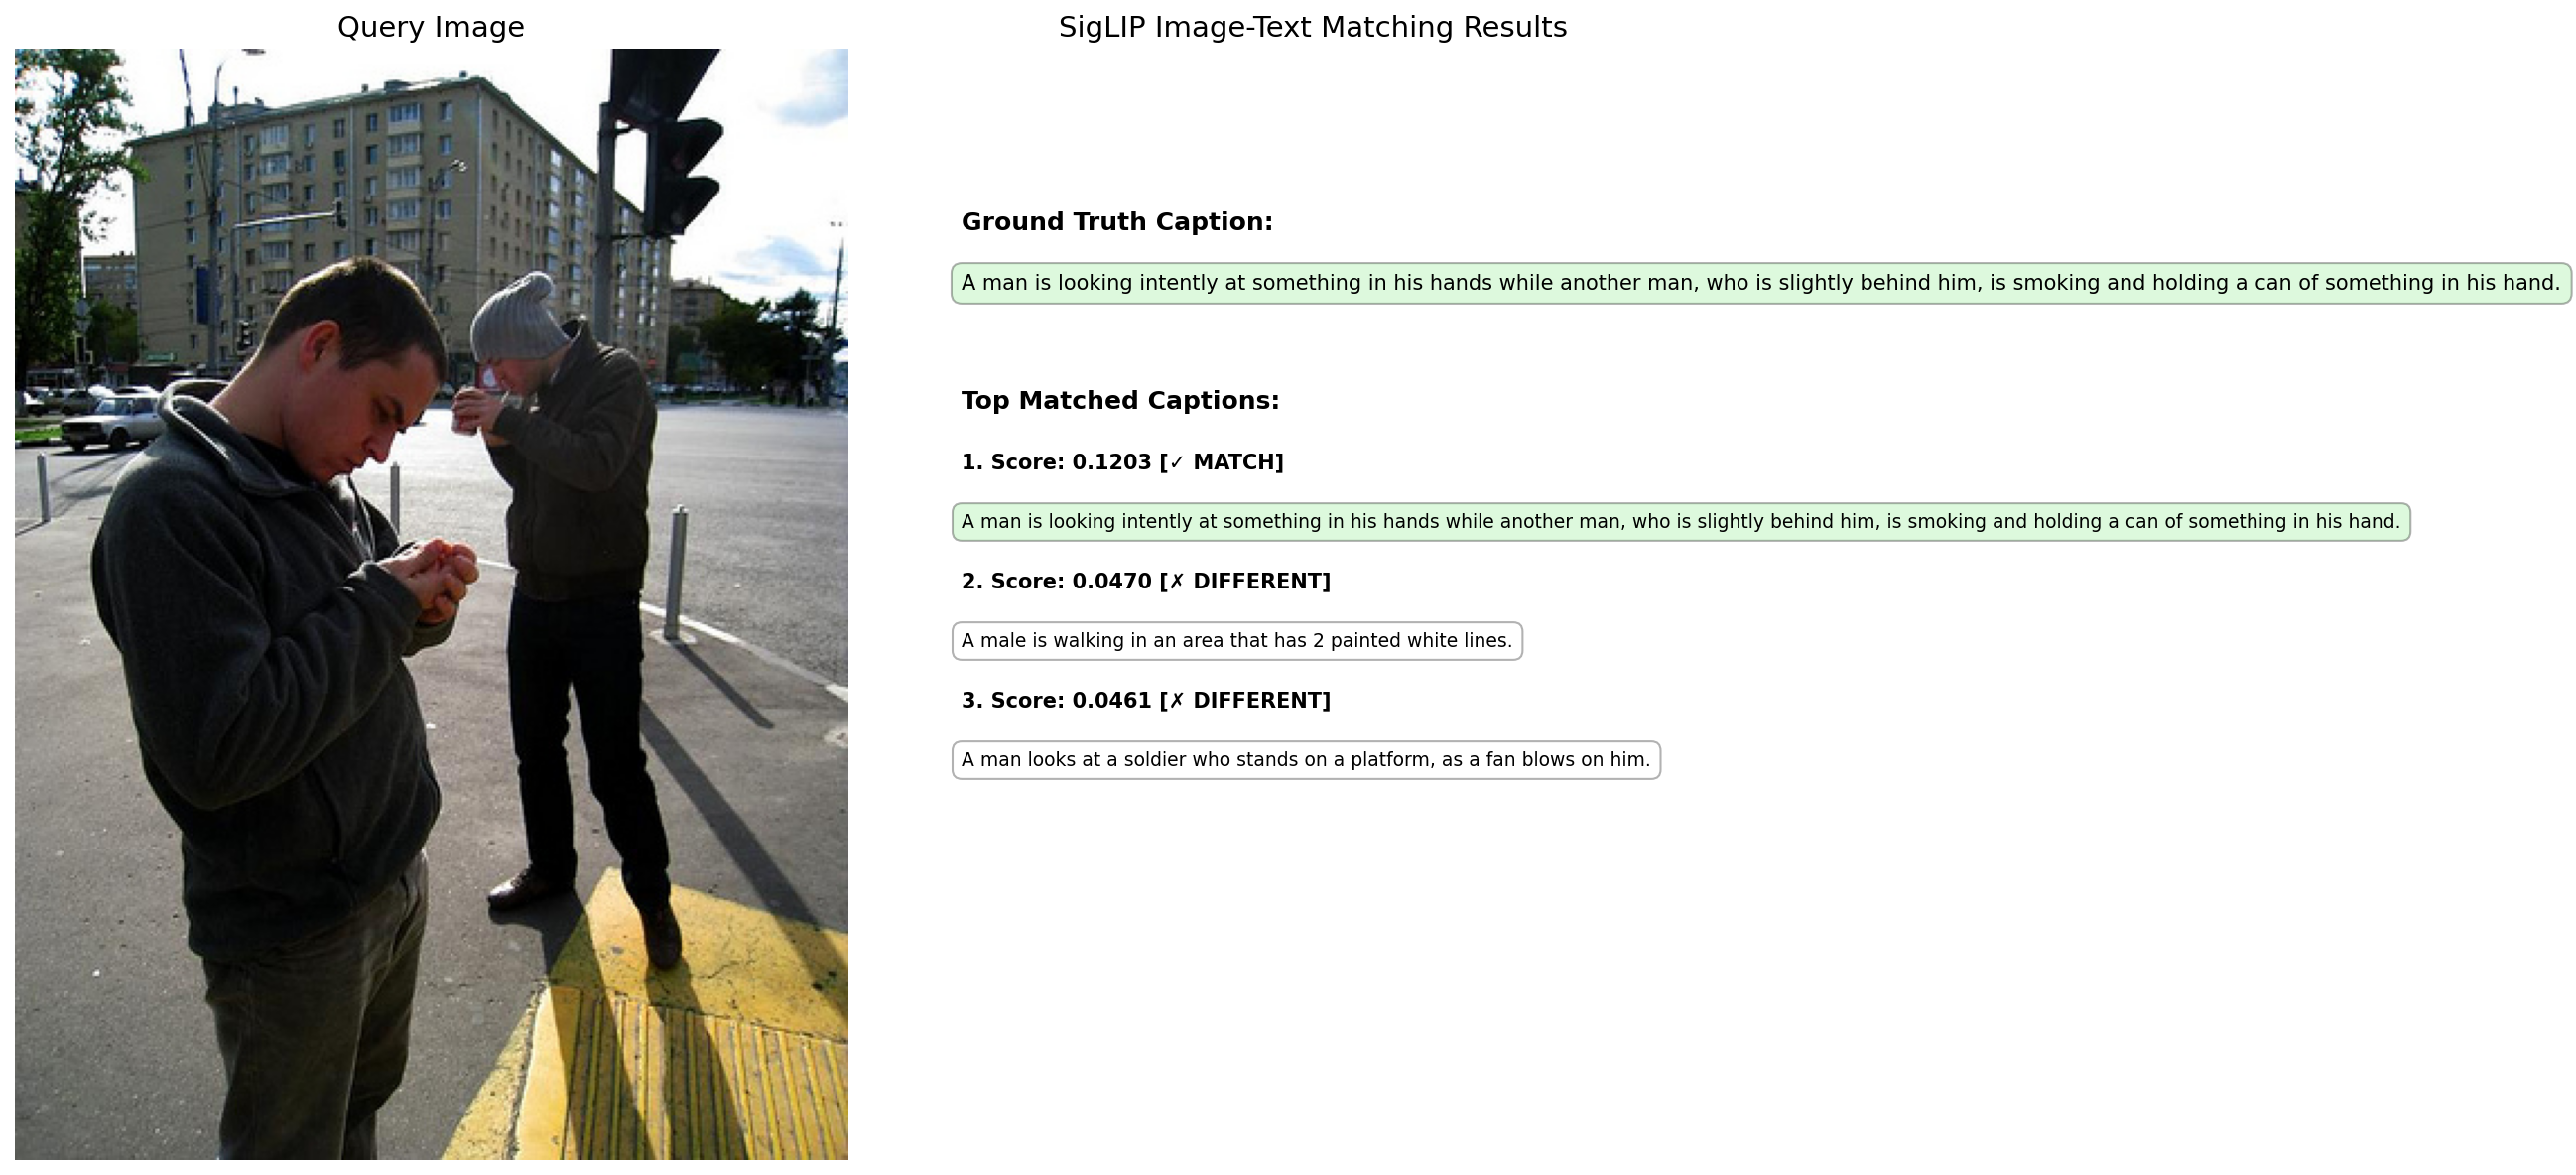 Query Image
SigLIP Image-Text Matching Results
Ground Truth Caption:
A man is looking intently at something in his hands while another man, who is slightly behind him, is smoking and holding a can of something in his hand.
Top Matched Captions:
1. Score: 0.1203 [✓ MATCH]
A man is looking intently at something in his hands while another man, who is slightly behind him, is smoking and holding a can of something in his hand.
2. Score: 0.0470 [✗ DIFFERENT]
A male is walking in an area that has 2 painted white lines.
3. Score: 0.0461 [✗ DIFFERENT]
A man looks at a soldier who stands on a platform, as a fan blows on him.